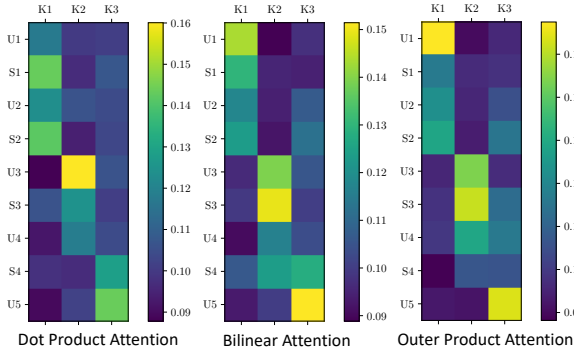 K1 K2 K3
K1 K2 K3
K1 K2 K3
U1
S1
U2
S2
U3
S3
U4
S4
U5
0.16
0.15
0.14
0.13
0.12
0.11
0.10
0.09
U1
S1
U2
S2
U3
S3
U4
S4
U5
0.15
0.14
0.13
0.12
0.11
0.10
0.09
U1
S1
U2
S2
U3
S3
U4
S4
U5
Dot Product Attention
Bilinear Attention
Outer Product Attention